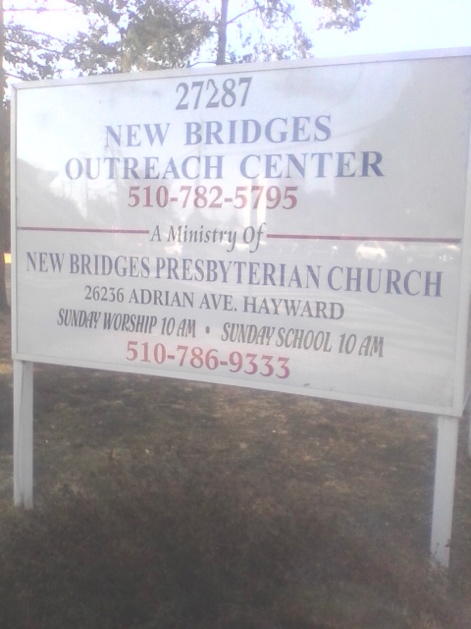 27287
NEW BRIDGES
OUTREACH CENTER
510-782-5795
A Ministry Of
NEW BRIDGES PRESBYTERIAN CHURCH
26236 ADRIAN AVE. HAYWARD
SUNDAY WORSHIP 10 AM • SUNDAY SCHOOL 10 AM
510-786-9333